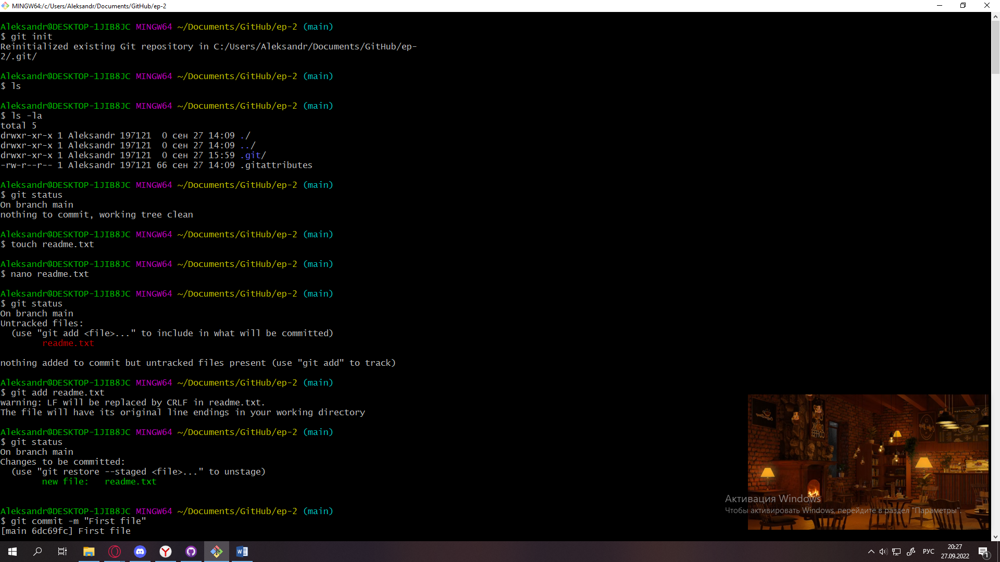 MINGW64:/c/Users/Aleksandr/Documents/GitHub/ep-2
Aleksandr@DESKTOP-1JIB8JC MINGW64 ~/Documents/GitHub/ep-2 (main)
$ git init
Reinitialized existing Git repository in C:/Users/Aleksandr/Documents/GitHub/ep-
2/.git/
Aleksandr@DESKTOP-1JIB8JC MINGW64 ~/Documents/GitHub/ep-2 (main)
$ ls
Aleksandr@DESKTOP-1JIB8JC MINGW64 ~/Documents/GitHub/ep-2 (main)
$ ls -la
total 5
drwxr-xr-x 1 Aleksandr 197121  0 сен 27 14:09 ./
drwxr-xr-x 1 Aleksandr 197121  0 сен 27 14:09 ../
drwxr-xr-x 1 Aleksandr 197121  0 сен 27 15:59 .git/
-rw-r--r-- 1 Aleksandr 197121 66 сен 27 14:09 .gitattributes
Aleksandr@DESKTOP-1JIB8JC MINGW64 ~/Documents/GitHub/ep-2 (main)
$ git status
On branch main
nothing to commit, working tree clean
Aleksandr@DESKTOP-1JIB8JC MINGW64 ~/Documents/GitHub/ep-2 (main)
$ touch readme.txt
Aleksandr@DESKTOP-1JIB8JC MINGW64 ~/Documents/GitHub/ep-2 (main)
$ nano readme.txt
Aleksandr@DESKTOP-1JIB8JC MINGW64 ~/Documents/GitHub/ep-2 (main)
$ git status
On branch main
Untracked files:
  (use "git add <file>..." to include in what will be committed)
        readme.txt
nothing added to commit but untracked files present (use "git add" to track)
Aleksandr@DESKTOP-1JIB8JC MINGW64 ~/Documents/GitHub/ep-2 (main)
$ git add readme.txt
warning: LF will be replaced by CRLF in readme.txt.
The file will have its original line endings in your working directory
Aleksandr@DESKTOP-1JIB8JC MINGW64 ~/Documents/GitHub/ep-2 (main)
$ git status
On branch main
Changes to be committed:
  (use "git restore --staged <file>..." to unstage)
        new file:   readme.txt
Aleksandr@DESKTOP-1JIB8JC MINGW64 ~/Documents/GitHub/ep-2 (main)
$ git commit -m "First file"
[main 6dc69fc] First file
DRINK
COFFEE
Активация Windows
Чтобы активировать Windows, перейдите в раздел "Параметры".
РУС
20:27
27.09.2022
1